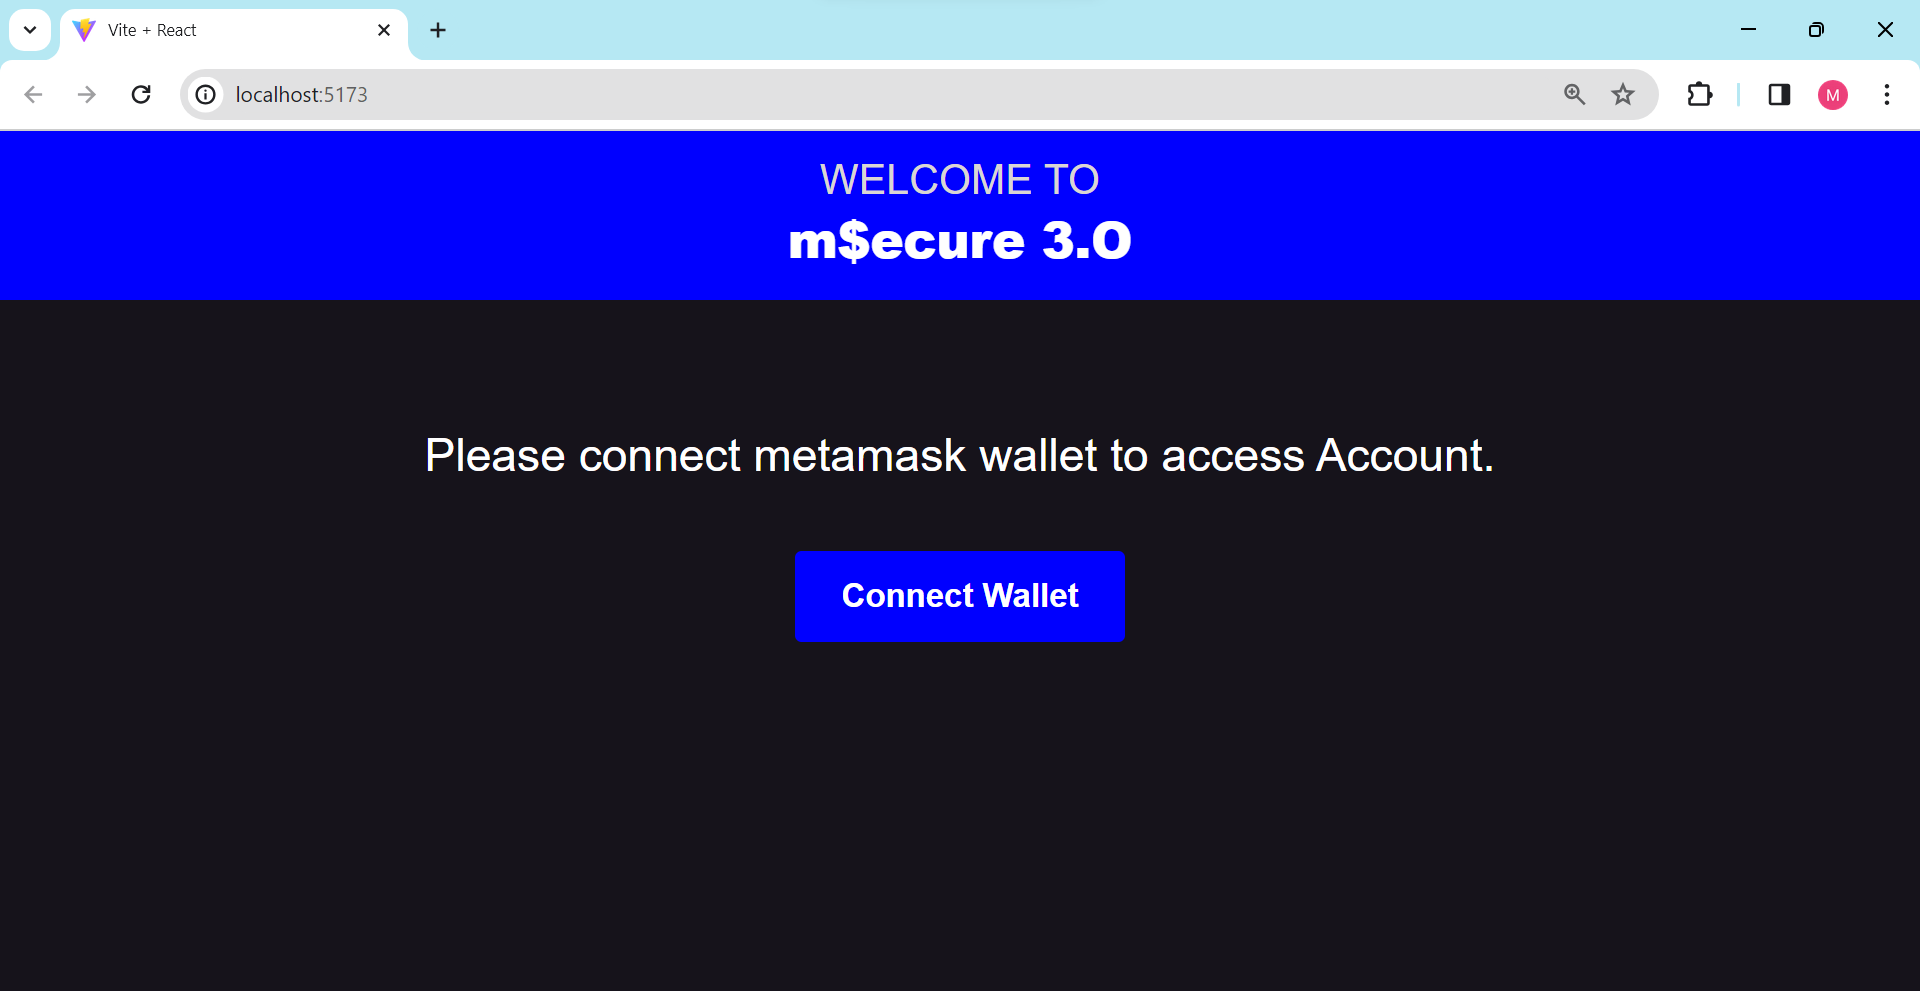 Vite + React
localhost:5173
M
WELCOME TO
m$ecure 3.0
Please connect metamask wallet to access Account.
Connect Wallet